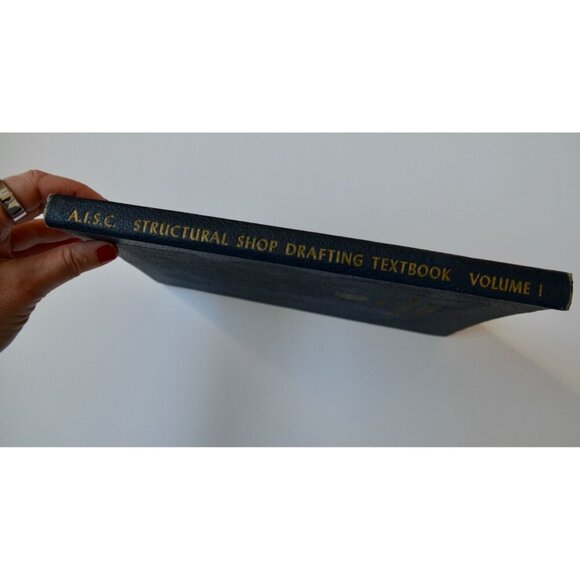 A.I.S.C. STRUCTURAL SHOP DRAFTING TEXTBOOK VOLUME I